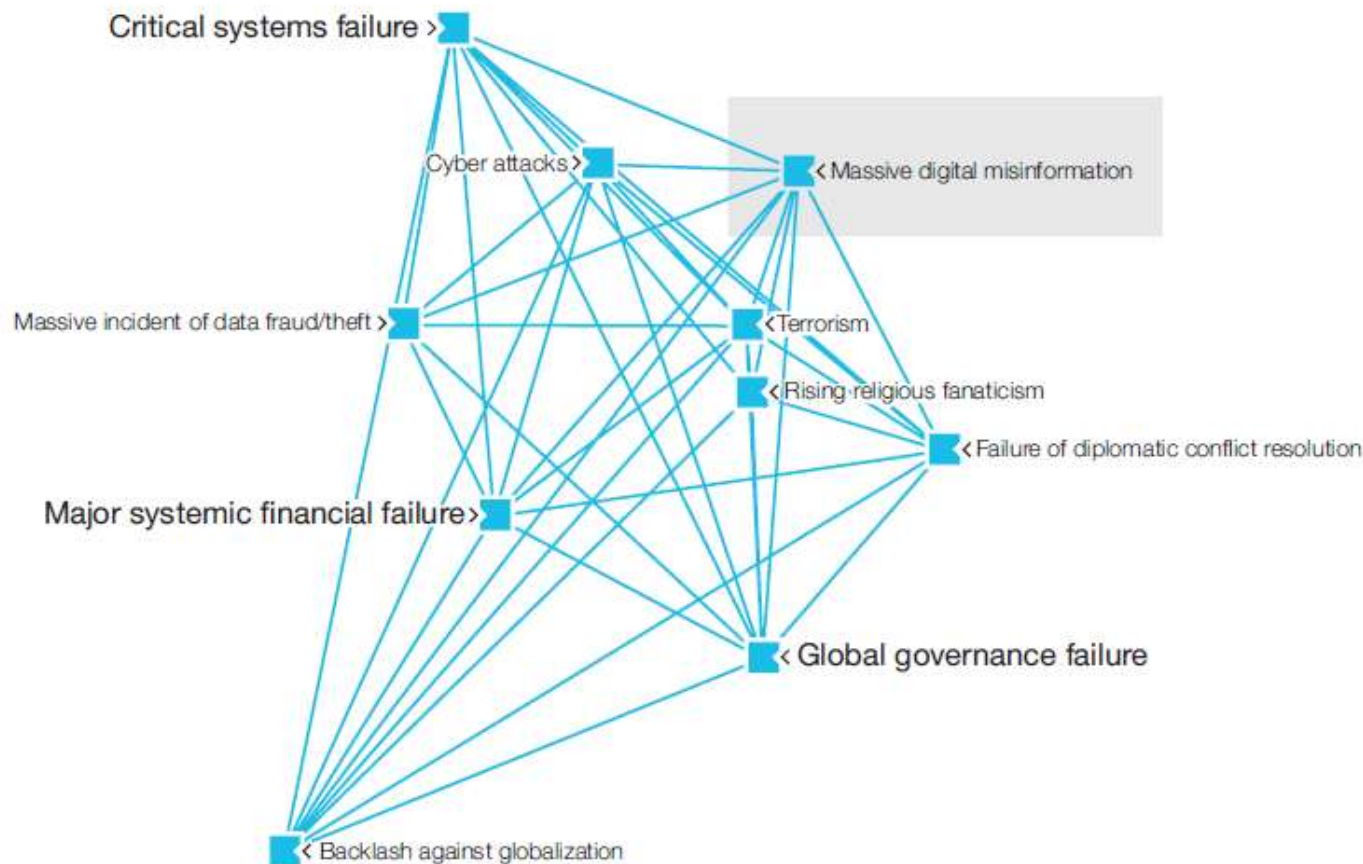 Critical systems failure >
Cyber attacks >
< Massive digital misinformation
Massive incident of data fraud/theft >
< Terrorism
< Rising religious fanaticism
< Failure of diplomatic conflict resolution
Major systemic financial failure >
< Global governance failure
< Backlash against globalization